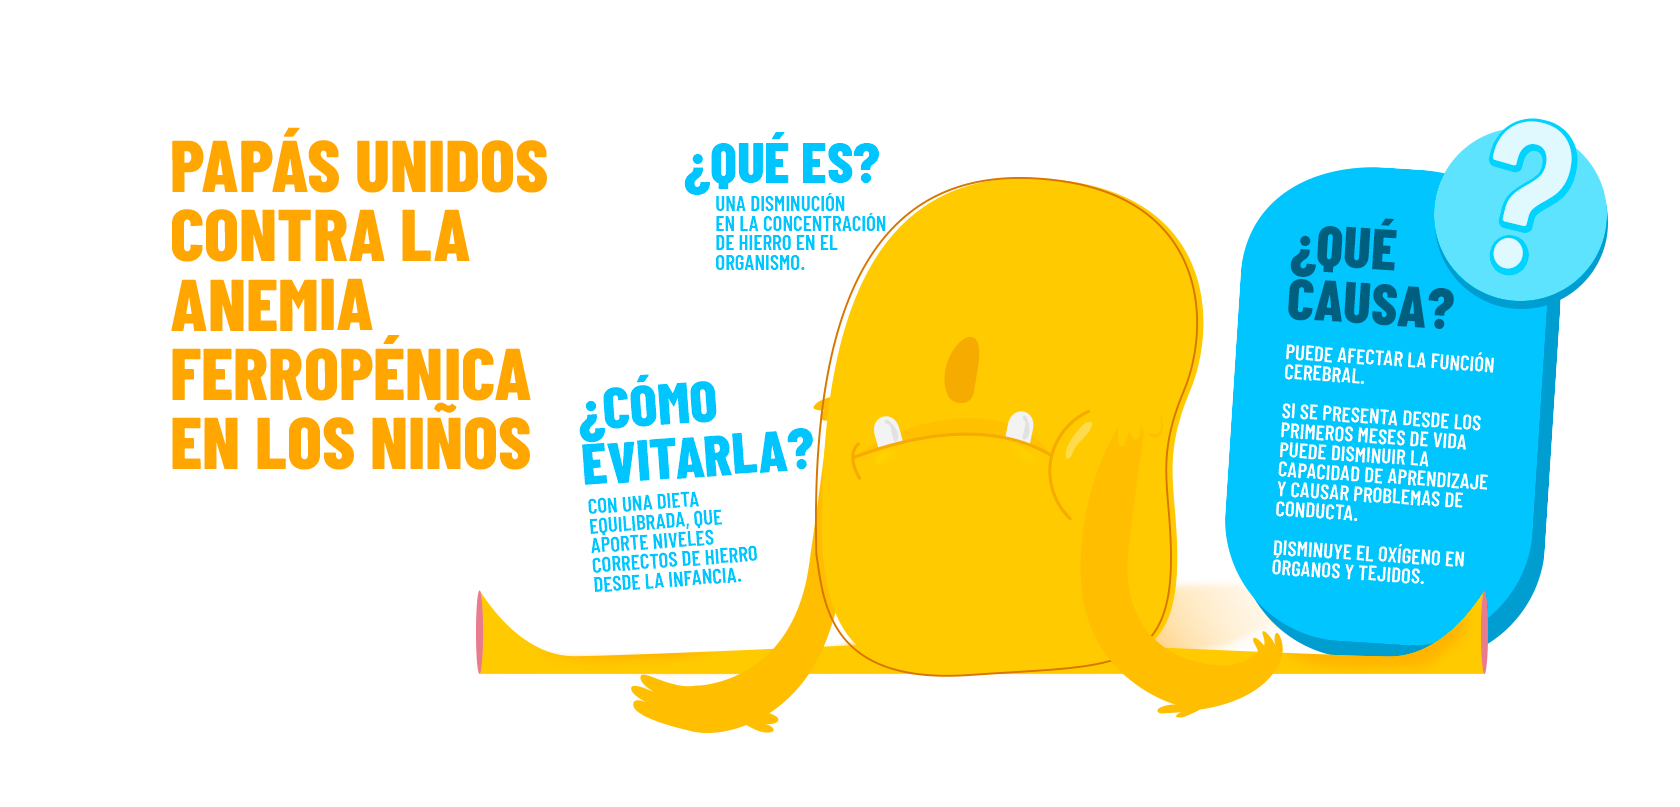 PAPÁS UNIDOS
CONTRA LA
ANEMIA
FERROPÉNICA
EN LOS NIÑOS
¿QUÉ ES?
UNA DISMINUCIÓN
EN LA CONCENTRACIÓN
DE HIERRO EN EL
ORGANISMO.
¿CÓMO
EVITARLA?
CON UNA DIETA
EQUILIBRADA, QUE
APORTE NIVELES
CORRECTOS DE HIERRO
DESDE LA INFANCIA.
?
¿QUÉ
CAUSA?
PUEDE AFECTAR LA FUNCIÓN
CEREBRAL.
SI SE PRESENTA DESDE LOS
PRIMEROS MESES DE VIDA
PUEDE DISMINUIR LA
CAPACIDAD DE APRENDIZAJE
Y CAUSAR PROBLEMAS DE
CONDUCTA.
DISMINUYE EL OXÍGENO EN
ÓRGANOS Y TEJIDOS.